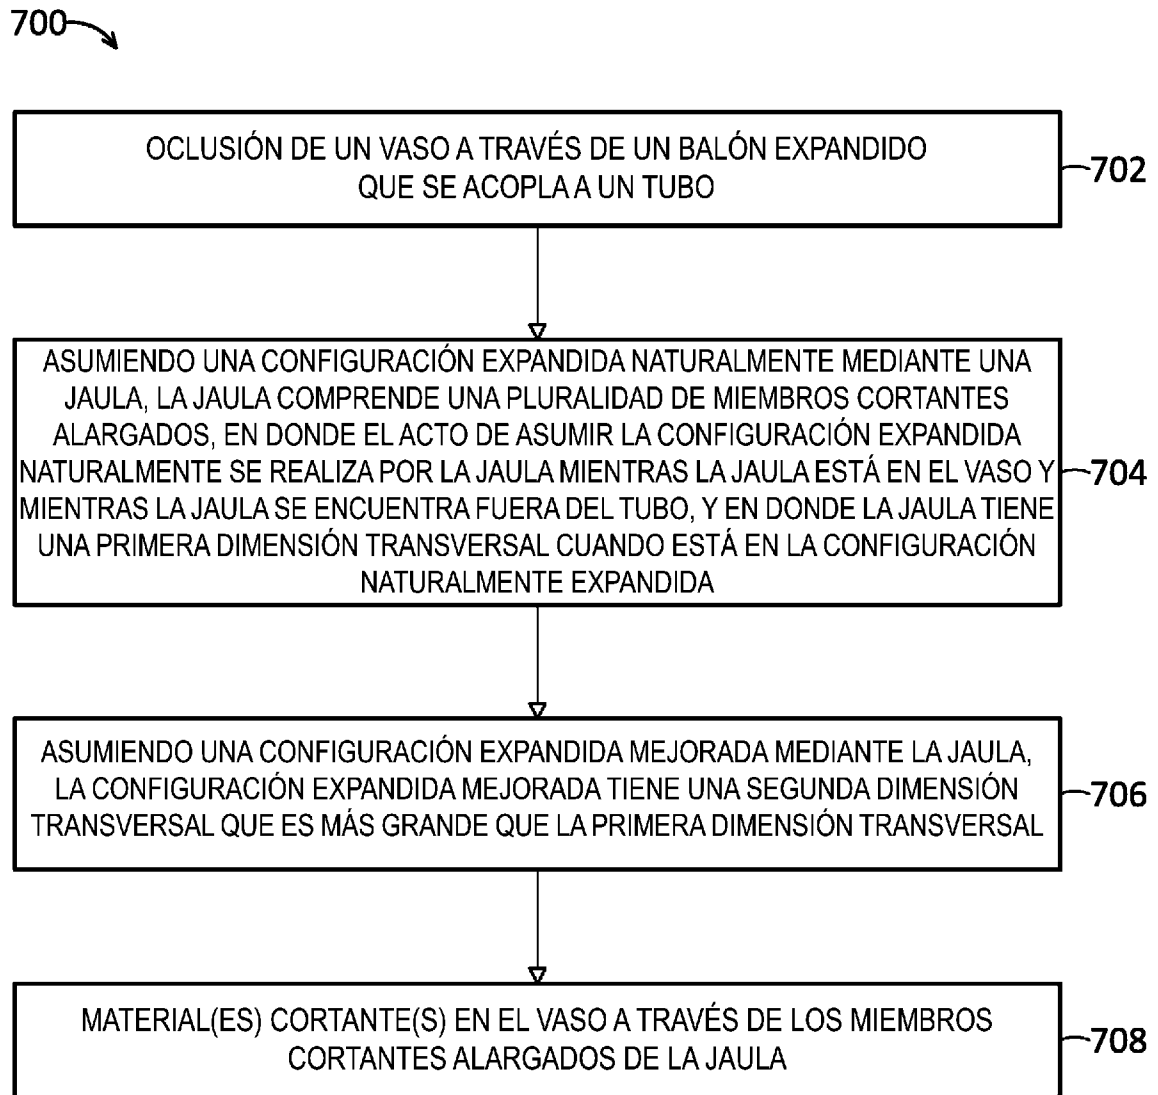 700
OCLUSIÓN DE UN VASO A TRAVÉS DE UN BALÓN EXPANDIDO
QUE SE ACOPLA A UN TUBO
702
ASUMIENDO UNA CONFIGURACIÓN EXPANDIDA NATURALMENTE MEDIANTE UNA
JAULA, LA JAULA COMPRENDE UNA PLURALIDAD DE MIEMBROS CORTANTES
ALARGADOS, EN DONDE EL ACTO DE ASUMIR LA CONFIGURACIÓN EXPANDIDA
NATURALMENTE SE REALIZA POR LA JAULA MIENTRAS LA JAULA ESTÁ EN EL VASO Y
MIENTRAS LA JAULA SE ENCUENTRA FUERA DEL TUBO, Y EN DONDE LA JAULA TIENE
UNA PRIMERA DIMENSIÓN TRANSVERSAL CUANDO ESTÁ EN LA CONFIGURACIÓN
NATURALMENTE EXPANDIDA
704
ASUMIENDO UNA CONFIGURACIÓN EXPANDIDA MEJORADA MEDIANTE LA JAULA,
LA CONFIGURACIÓN EXPANDIDA MEJORADA TIENE UNA SEGUNDA DIMENSIÓN
TRANSVERSAL QUE ES MÁS GRANDE QUE LA PRIMERA DIMENSIÓN TRANSVERSAL
706
MATERIAL(ES) CORTANTE(S) EN EL VASO A TRAVÉS DE LOS MIEMBROS
CORTANTES ALARGADOS DE LA JAULA
708